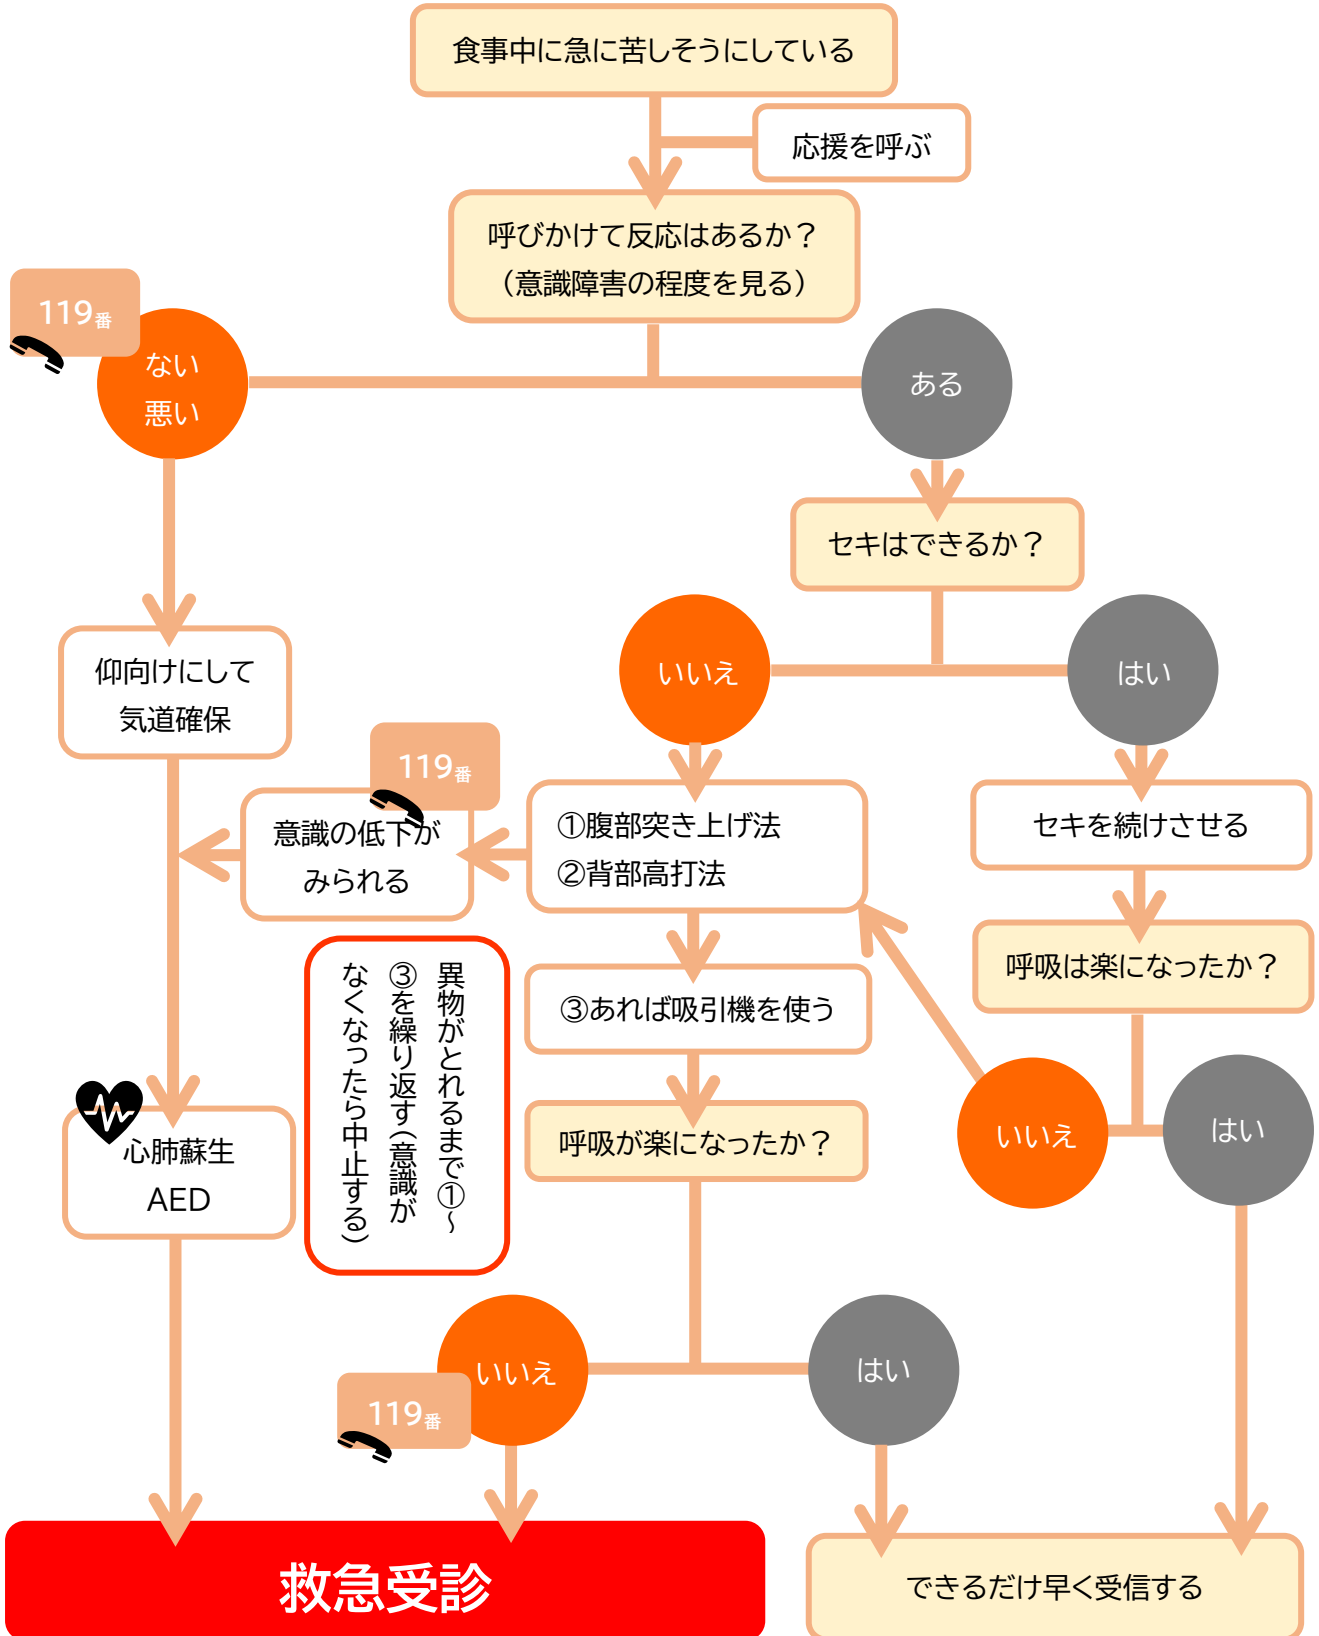 食事中に急に苦しそうにしている
応援を呼ぶ
呼びかけて反応はあるか？
（意識障害の程度を見る）
119番
ない
悪い
ある
セキはできるか？
いいえ
はい
仰向けにして
気道確保
119番
意識の低下が
みられる
①腹部突き上げ法
②背部高打法
セキを続けさせる
呼吸は楽になったか？
異物がとれるまで①～
③を繰り返す（意識が
なくなったら中止する）
③あれば吸引機を使う
呼吸が楽になったか？
いいえ
はい
心肺蘇生
AED
いいえ
119番
はい
救急受診
できるだけ早く受信する